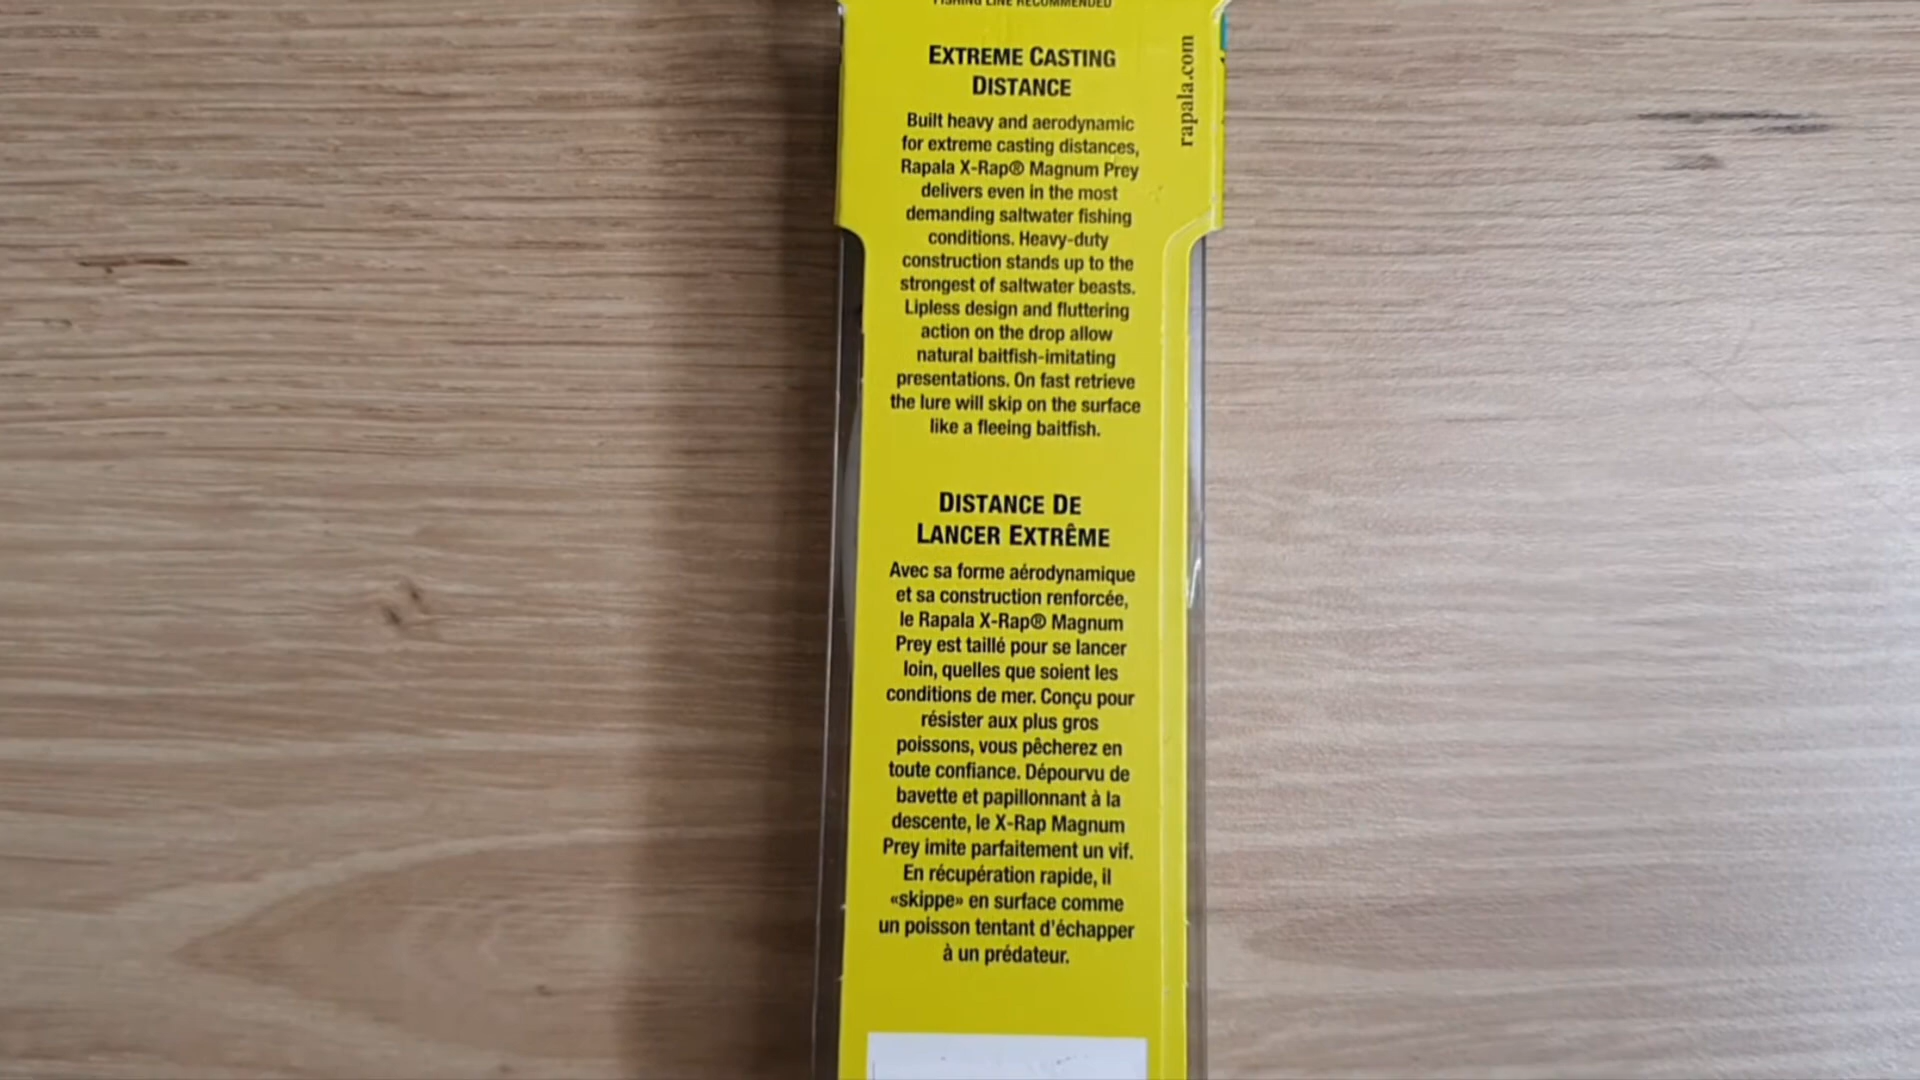 FISHING LINE RECOMMENDED
EXTREME CASTING
DISTANCE
rapala.com
Built heavy and aerodynamic
for extreme casting distances,
Rapala X-Rap® Magnum Prey
delivers even in the most
demanding saltwater fishing
conditions. Heavy-duty
construction stands up to the
strongest of saltwater beasts.
Lipless design and fluttering
action on the drop allow
natural baitfish-imitating
presentations. On fast retrieve
the lure will skip on the surface
like a fleeing baitfish.
DISTANCE DE
LANCER EXTRÊME
Avec sa forme aérodynamique
et sa construction renforcée,
le Rapala X-Rap® Magnum
Prey est taillé pour se lancer
loin, quelles que soient les
conditions de mer. Conçu pour
résister aux plus gros
poissons, vous pêcherez en
toute confiance. Dépourvu de
bavette et papillonnant à la
descente, le X-Rap Magnum
Prey imite parfaitement un vif.
En récupération rapide, il
«skippe» en surface comme
un poisson tentant d'échapper
à un prédateur.